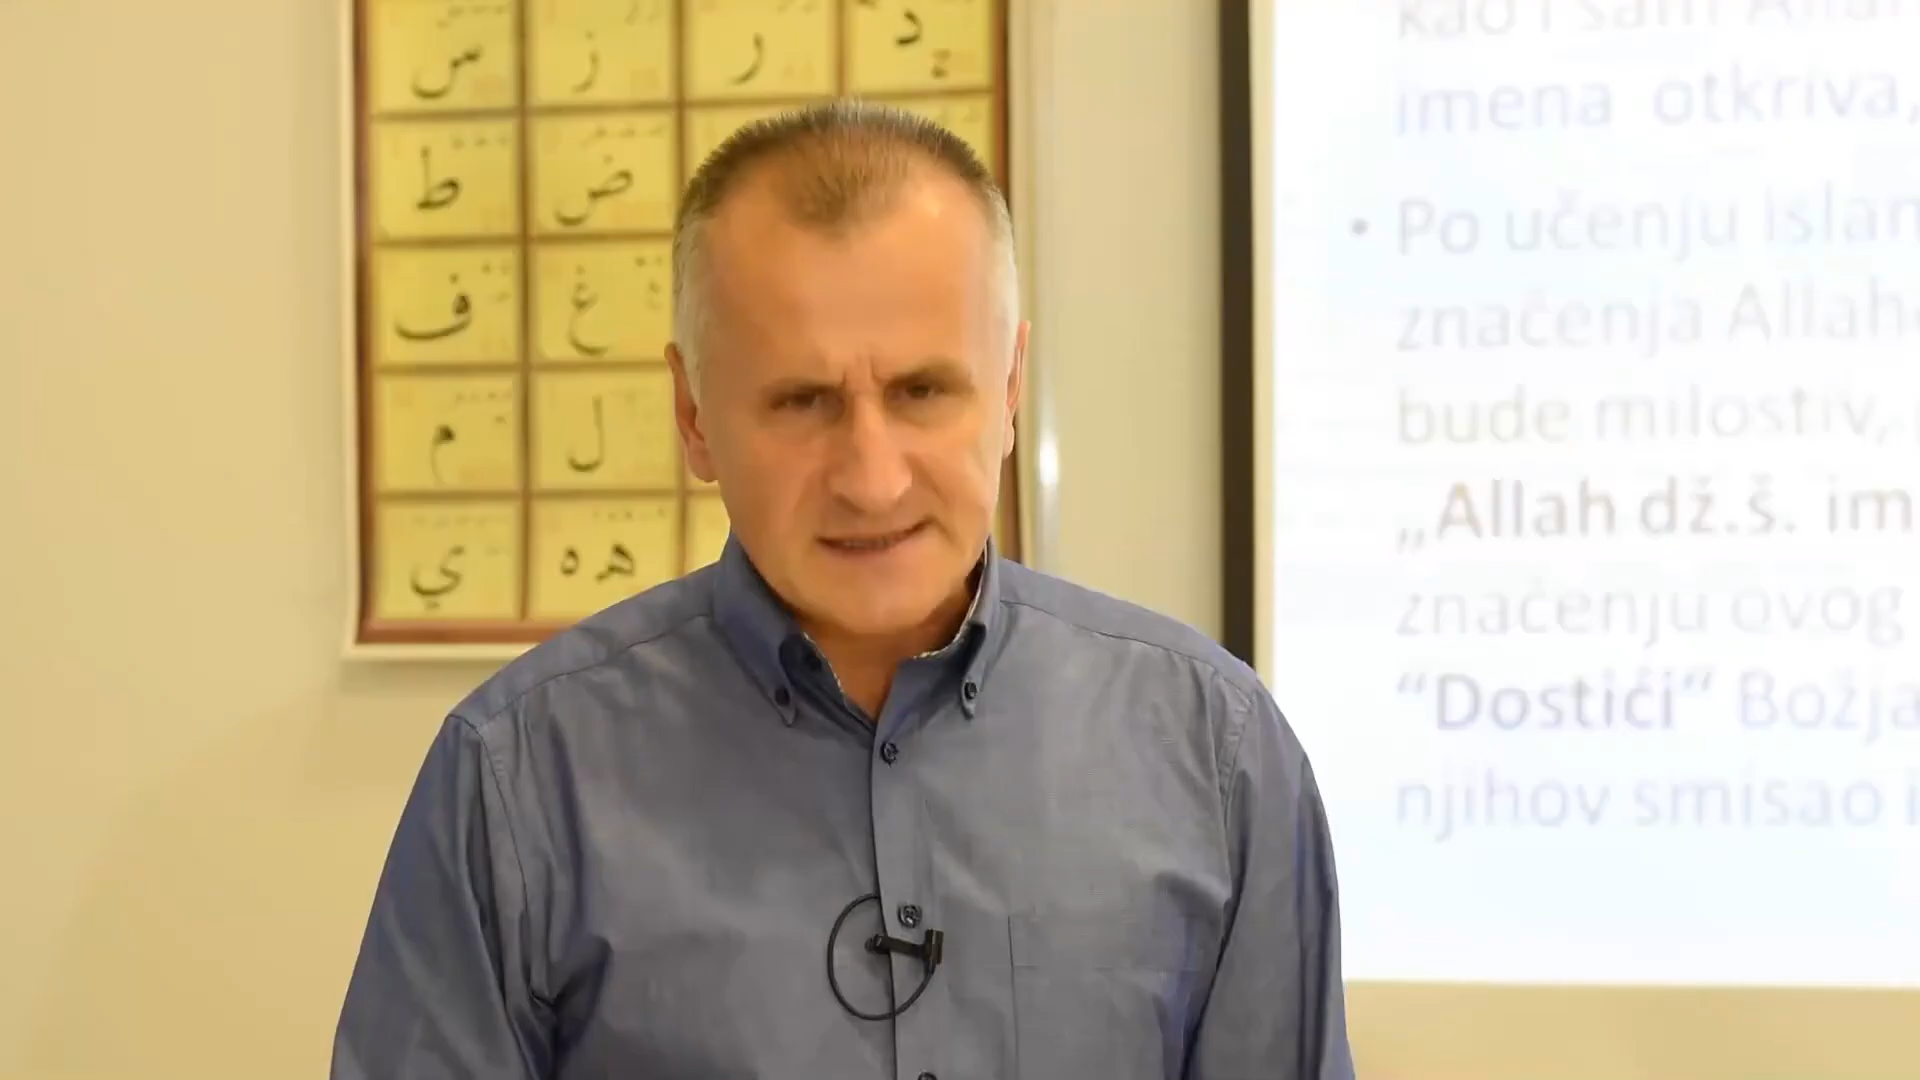 س ز ر د
ط ض
ف غ
م ل
ي ه ه
kao i sam Allah
imena otkriva,
• Po učenju islam
značenja Allah
bude milostiv,
„Allah dž.š. im
značenju ovog
“Dostići“ Božja
njihov smisao i